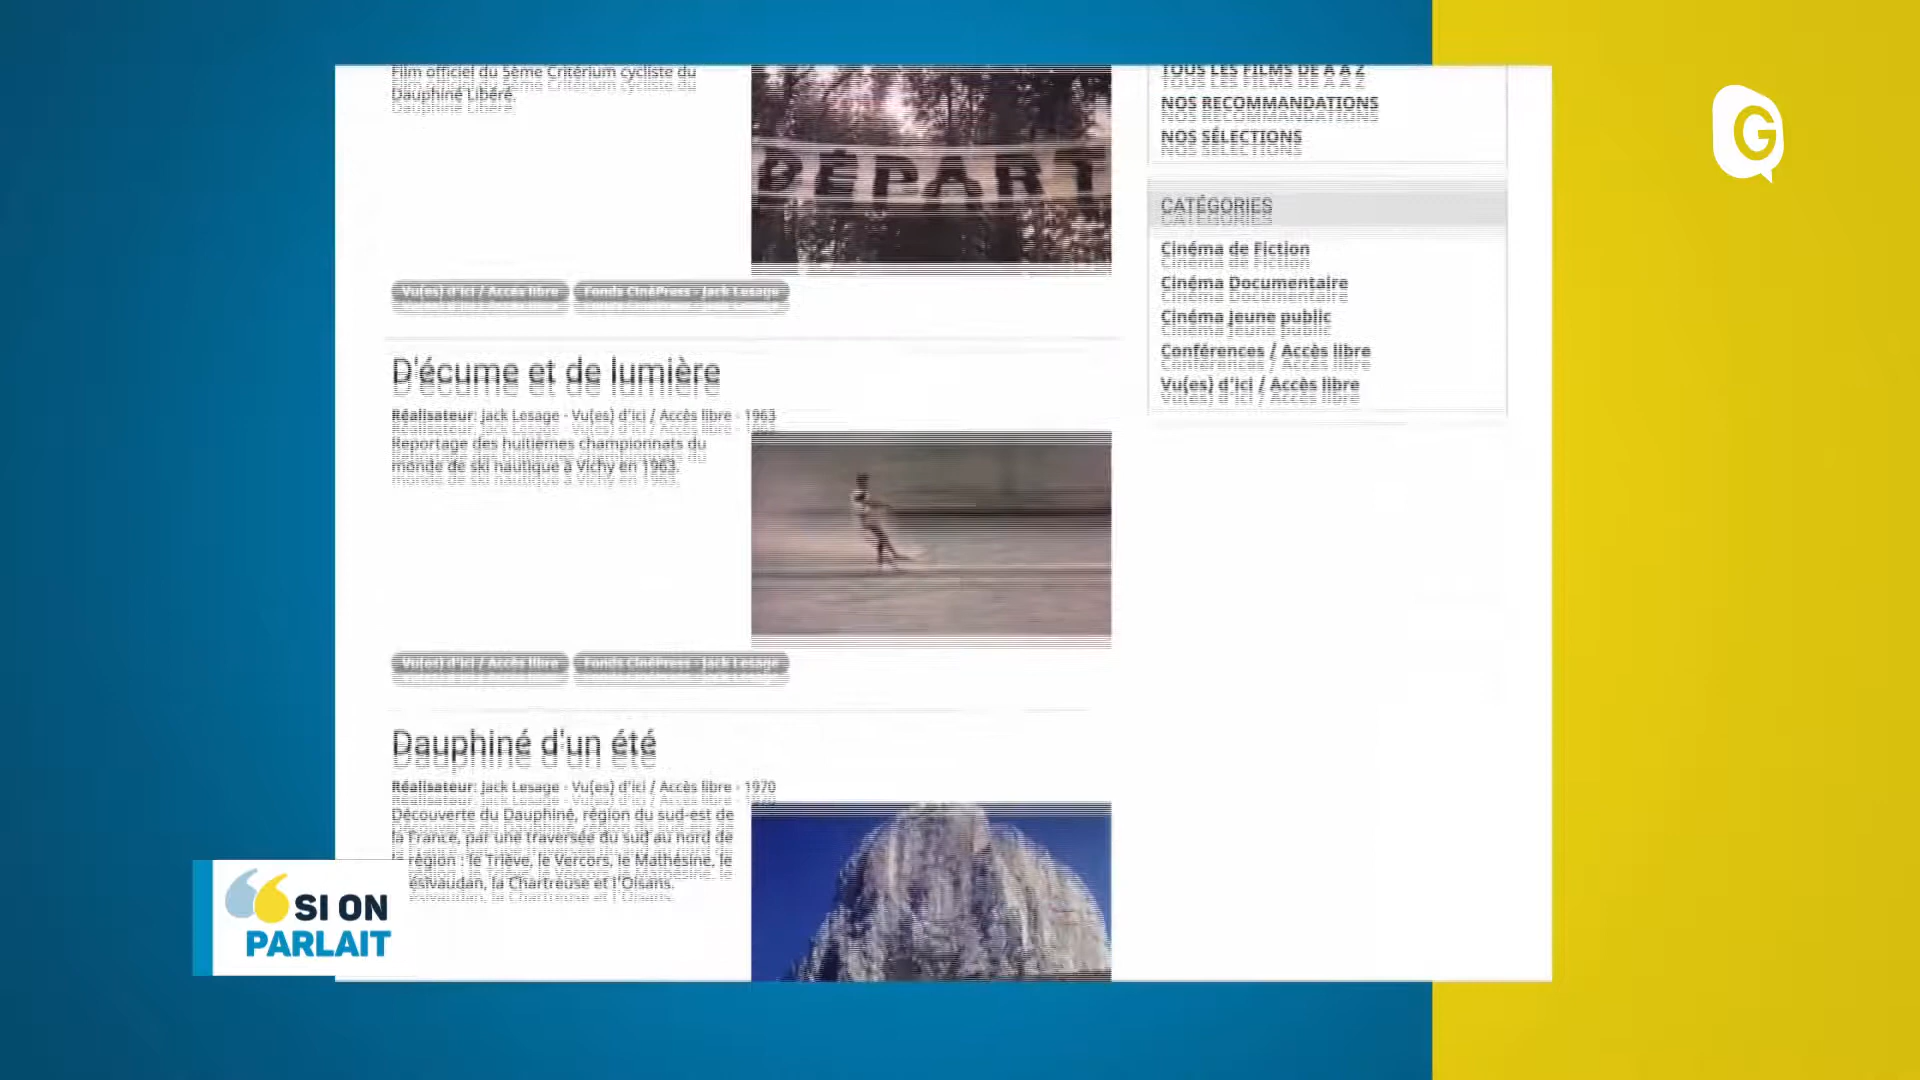 Film officiel du 5ème Critérium cycliste du
Dauphiné Libéré.
DÉPART
Vu(es) d'ici / Accès libre
Fonds CinéPress - Jack Lesage
D'écume et de lumière
Réalisateur: Jack Lesage - Vu(es) d'ici / Accès libre - 1963
Reportage des huitièmes championnats du
monde de ski nautique à Vichy en 1963.
Vu(es) d'ici / Accès libre
Fonds CinéPress - Jack Lesage
Dauphiné d'un été
Réalisateur: Jack Lesage - Vu(es) d'ici / Accès libre - 1970
Découverte du Dauphiné, région du sud-est de
la France, par une traversée du sud au nord de
région : le Triève, le Vercors, le Mathésine, le
ésivaudan, la Chartreuse et l'Oisans.
TOUS LES FILMS DE A À Z
NOS RECOMMANDATIONS
NOS SÉLECTIONS
CATÉGORIES
Cinéma de Fiction
Cinéma Documentaire
Cinéma Jeune public
Conférences / Accès libre
Vu(es) d'ici / Accès libre
G
SI ON
PARLAIT